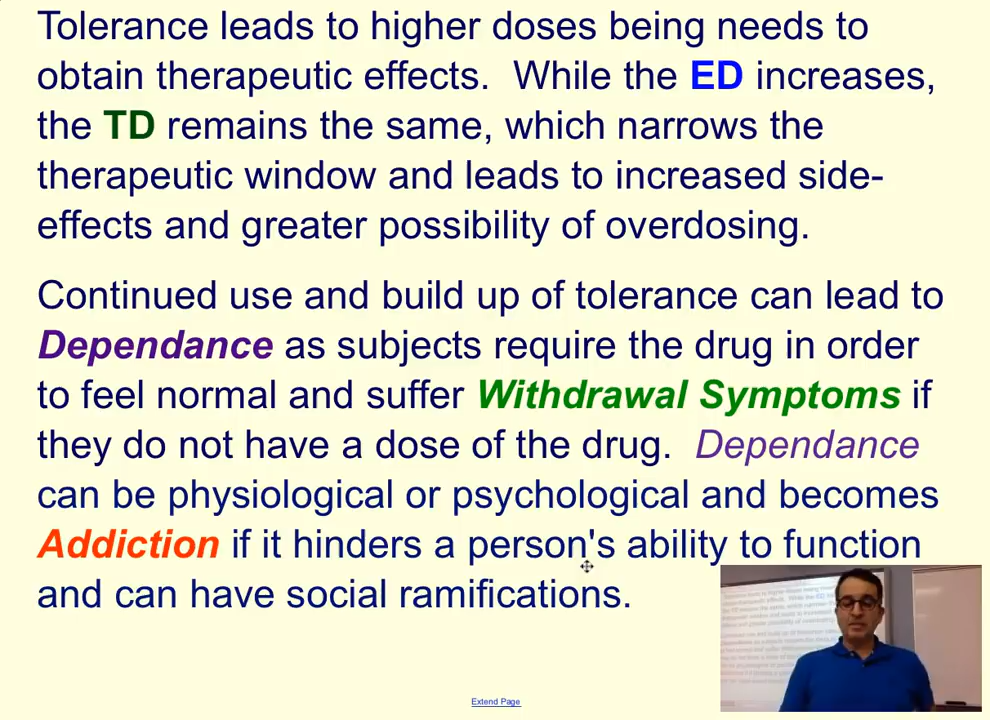 Tolerance leads to higher doses being needs to
obtain therapeutic effects.  While the ED increases,
the TD remains the same, which narrows the
therapeutic window and leads to increased side-
effects and greater possibility of overdosing.
Continued use and build up of tolerance can lead to
Dependance as subjects require the drug in order
to feel normal and suffer Withdrawal Symptoms if
they do not have a dose of the drug.  Dependance
can be physiological or psychological and becomes
Addiction if it hinders a person's ability to function
and can have social ramifications.
Extend Page